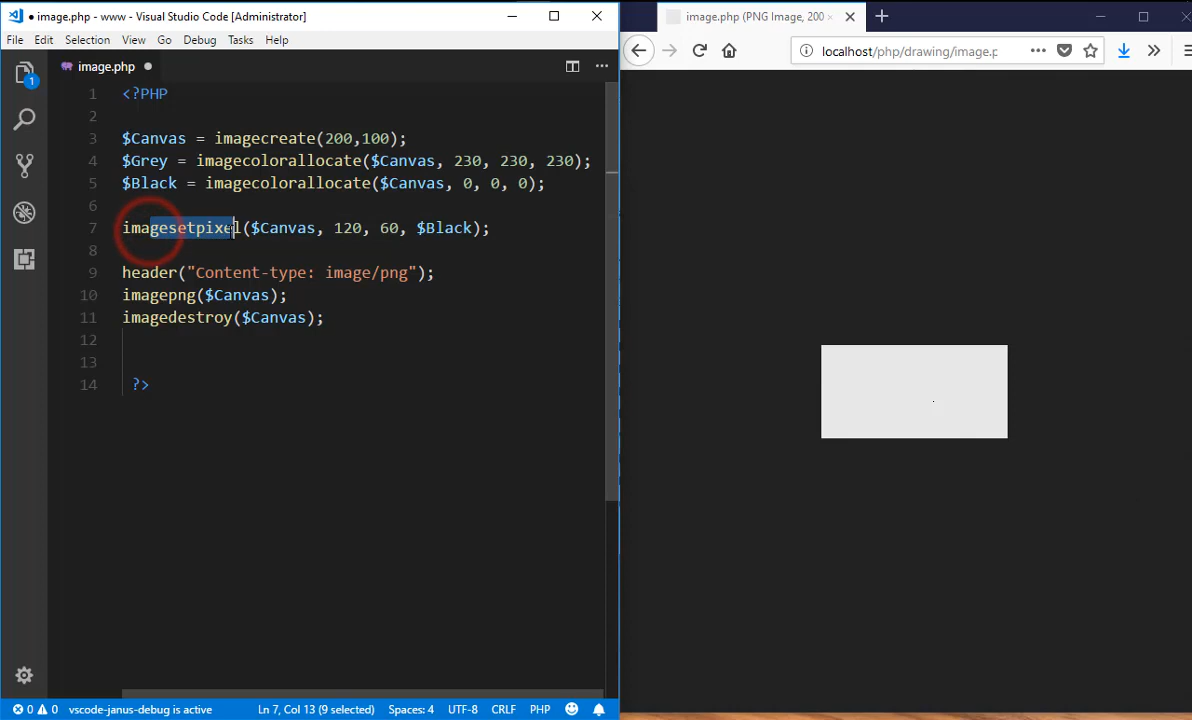 ● image.php - www - Visual Studio Code [Administrator]
File Edit Selection View Go Debug Tasks Help
image.php ●
1 <?PHP
2
3 $Canvas = imagecreate(200,100);
4 $Grey = imagecolorallocate($Canvas, 230, 230, 230);
5 $Black = imagecolorallocate($Canvas, 0, 0, 0);
6
7 imagesetpixel($Canvas, 120, 60, $Black);
8
9 header("Content-type: image/png");
10 imagepng($Canvas);
11 imagedestroy($Canvas);
12
13
14 ?>
1
0 0 vscode-janus-debug is active Ln 7, Col 13 (9 selected) Spaces: 4 UTF-8 CRLF PHP
image.php (PNG Image, 200 ×
localhost/php/drawing/image.p